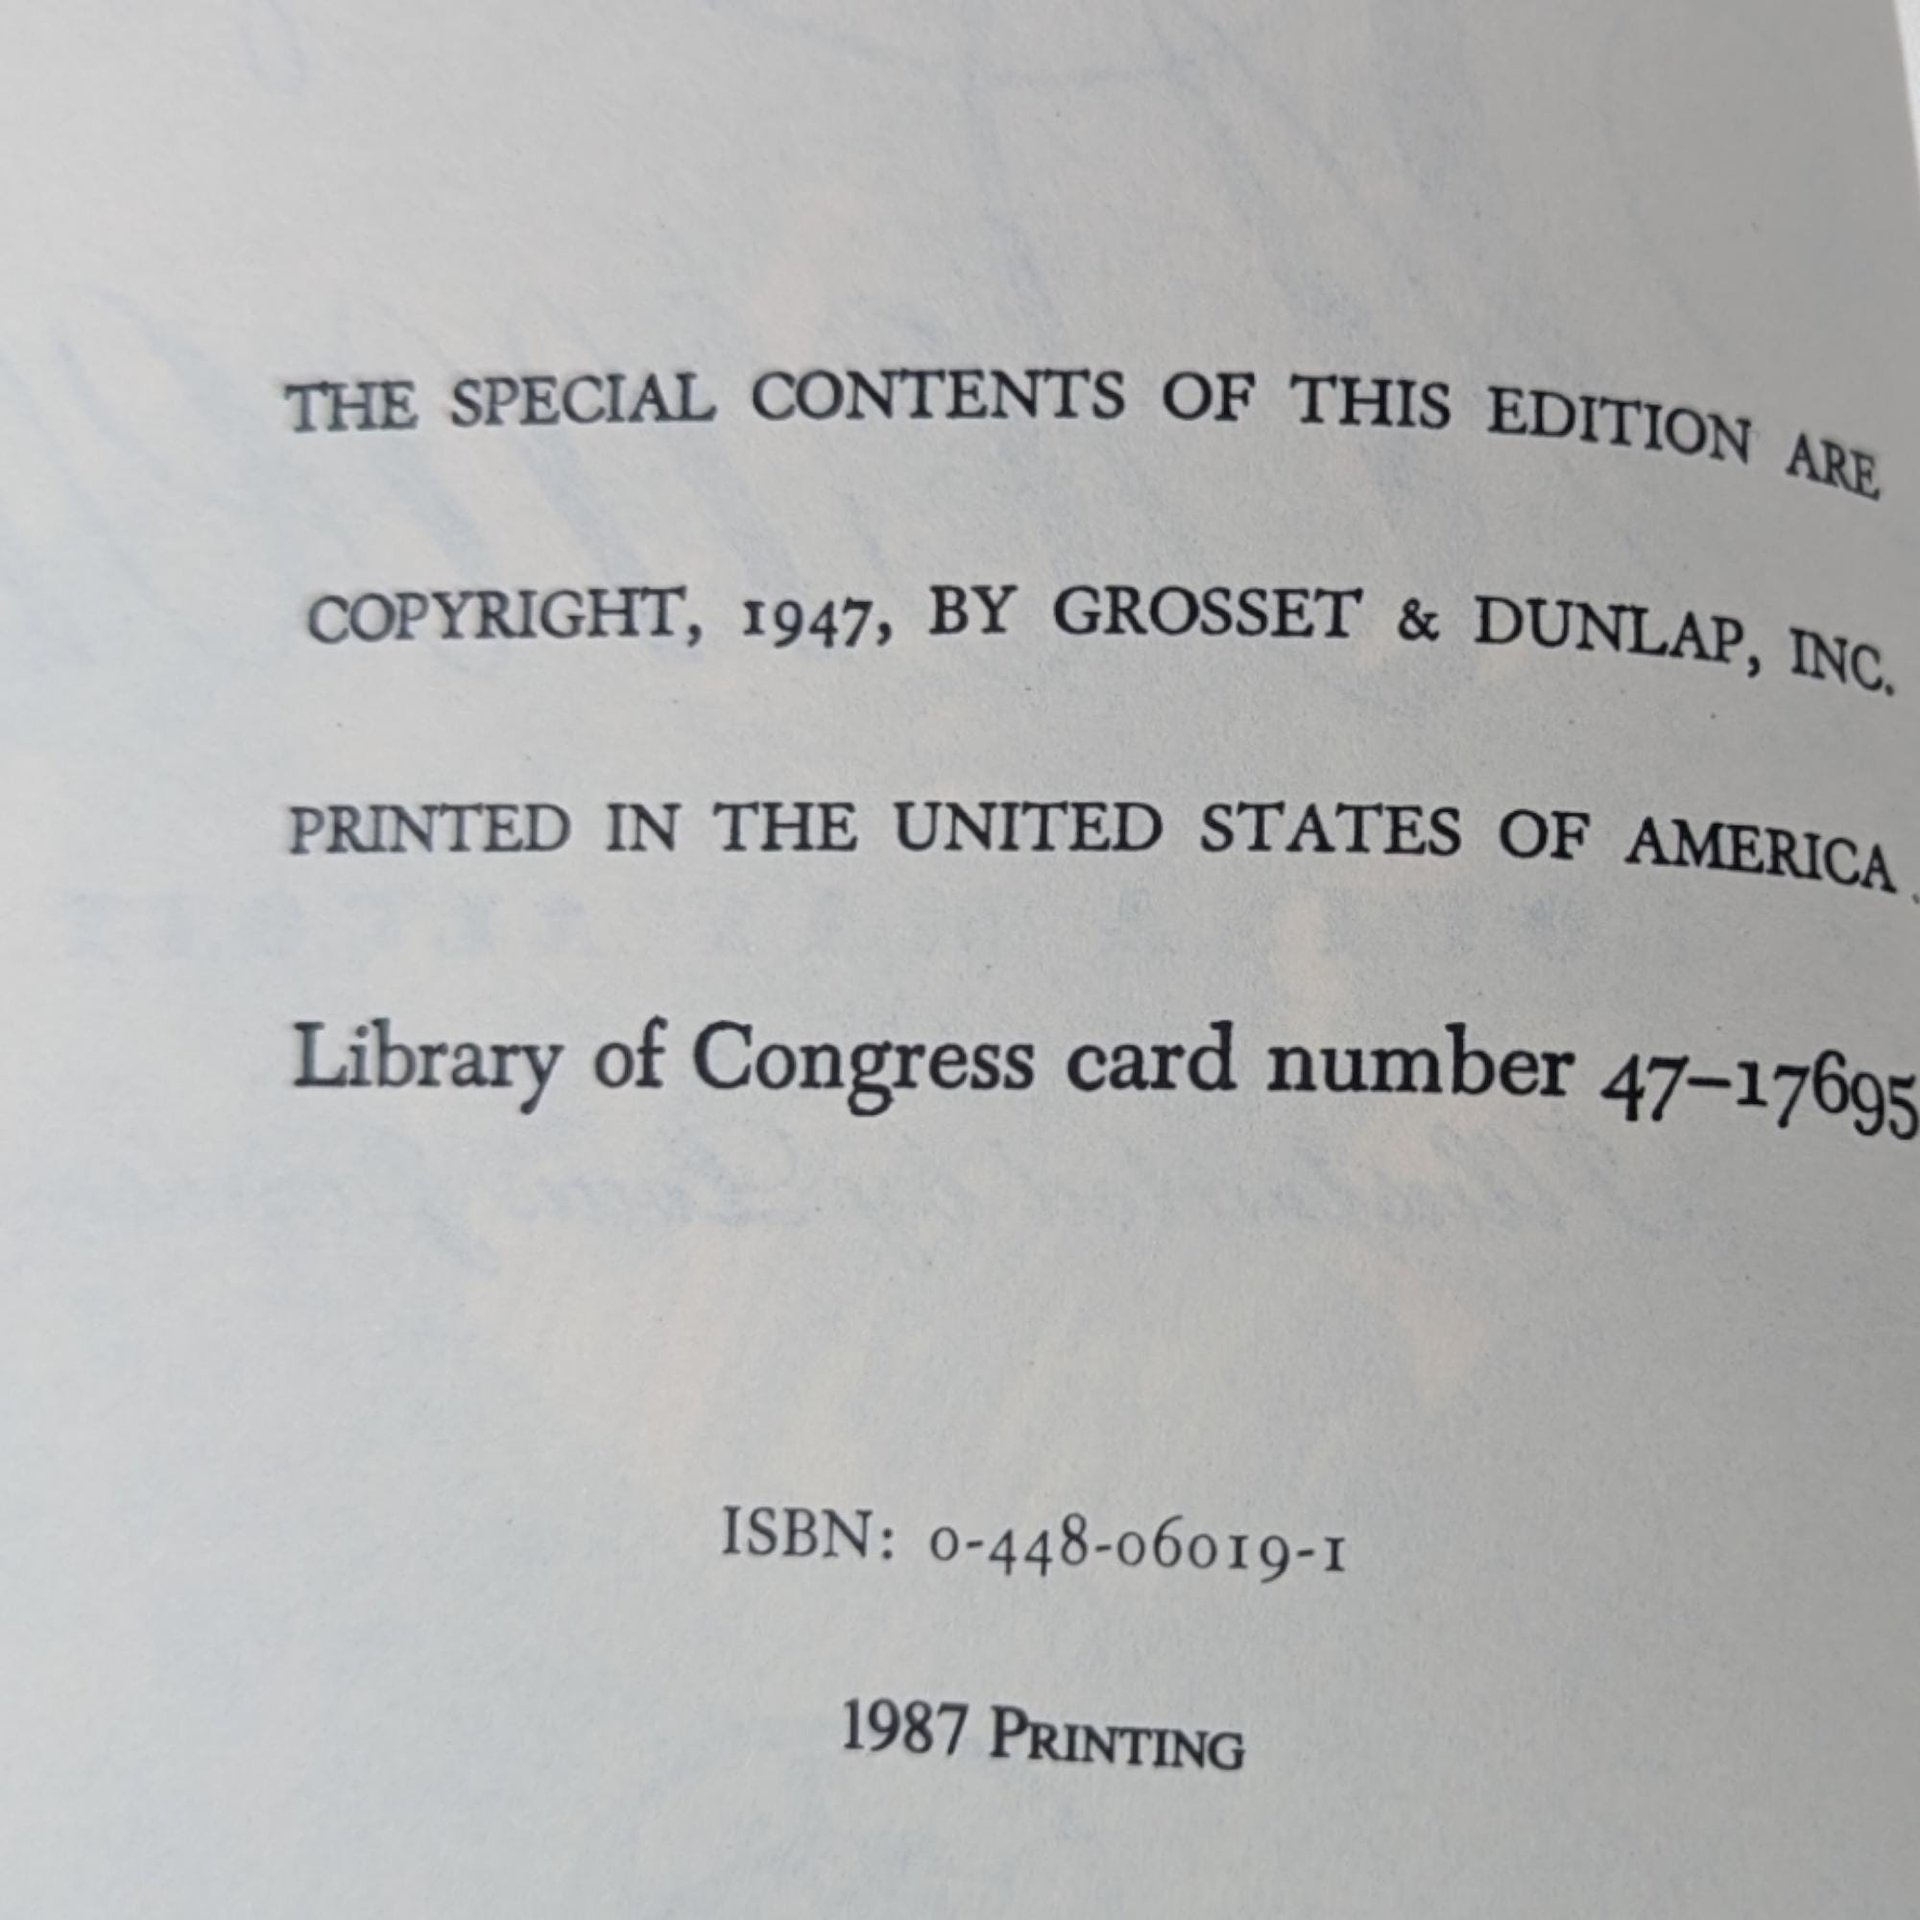 THE SPECIAL CONTENTS OF THIS EDITION ARE
COPYRIGHT, 1947, BY GROSSET & DUNLAP, INC.
PRINTED IN THE UNITED STATES OF AMERICA.
Library of Congress card number 47-17695
ISBN: 0-448-06019-1
1987 PRINTING